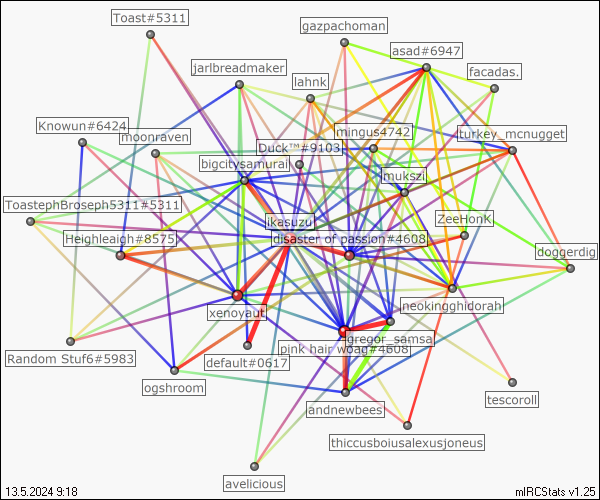 Toast#5311
gazpachoman
asad#6947
jarlbreadmaker
facadas.
lahnk
Knowun#6424
mingus4742
turkey_mcnugget
moonraven
Duck™#9103
bigcitysamurai
imukszi
ToastephBroseph5311#5311
ikasuzu
ZeeHonK
Heighleaigh#8575
disaster of passion#4608
doggerdig
xenoyaut
neokingghidorah
gregor_samsa
pink hair woag#4608
Random Stuf6#5983
default#0617
ogshroom
tescoroll
andnewbees
thiccusboiusalexusjoneus
avelicious
13.5.2024 9:18
mIRCStats v1.25